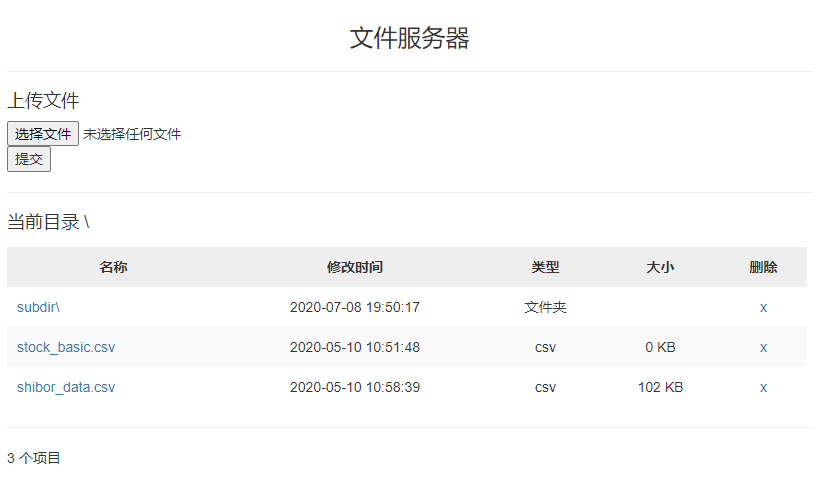 文件服务器
上传文件
选择文件 未选择任何文件
提交
当前目录 \
名称 修改时间 类型 大小 删除
subdir\ 2020-07-08 19:50:17 文件夹 x
stock_basic.csv 2020-05-10 10:51:48 csv 0 KB x
shibor_data.csv 2020-05-10 10:58:39 csv 102 KB x
3 个项目